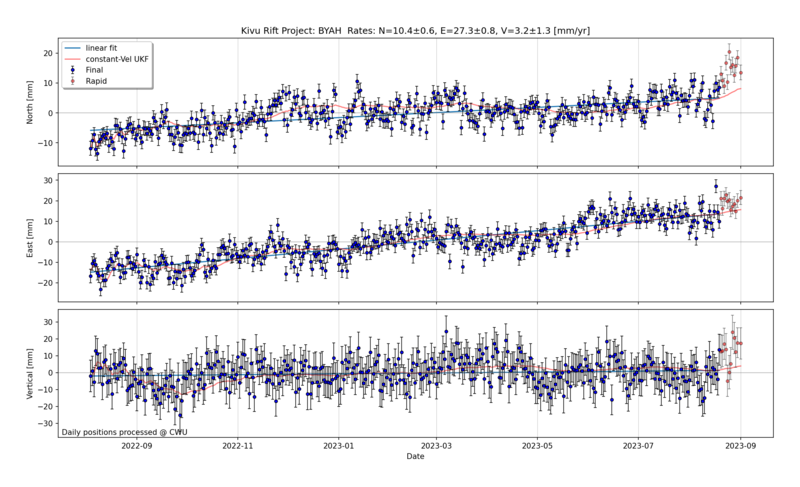 Kivu Rift Project: BYAH Rates: N=10.4±0.6, E=27.3±0.8, V=3.2±1.3 [mm/yr]
linear fit
constant-Vel UKF
Final
Rapid
North [mm]
20
10
0
−10
East [mm]
30
20
10
0
−10
−20
Vertical [mm]
30
20
10
0
−10
−20
−30
Daily positions processed @ CWU
2022-09
2022-11
2023-01
2023-03
2023-05
2023-07
2023-09
Date